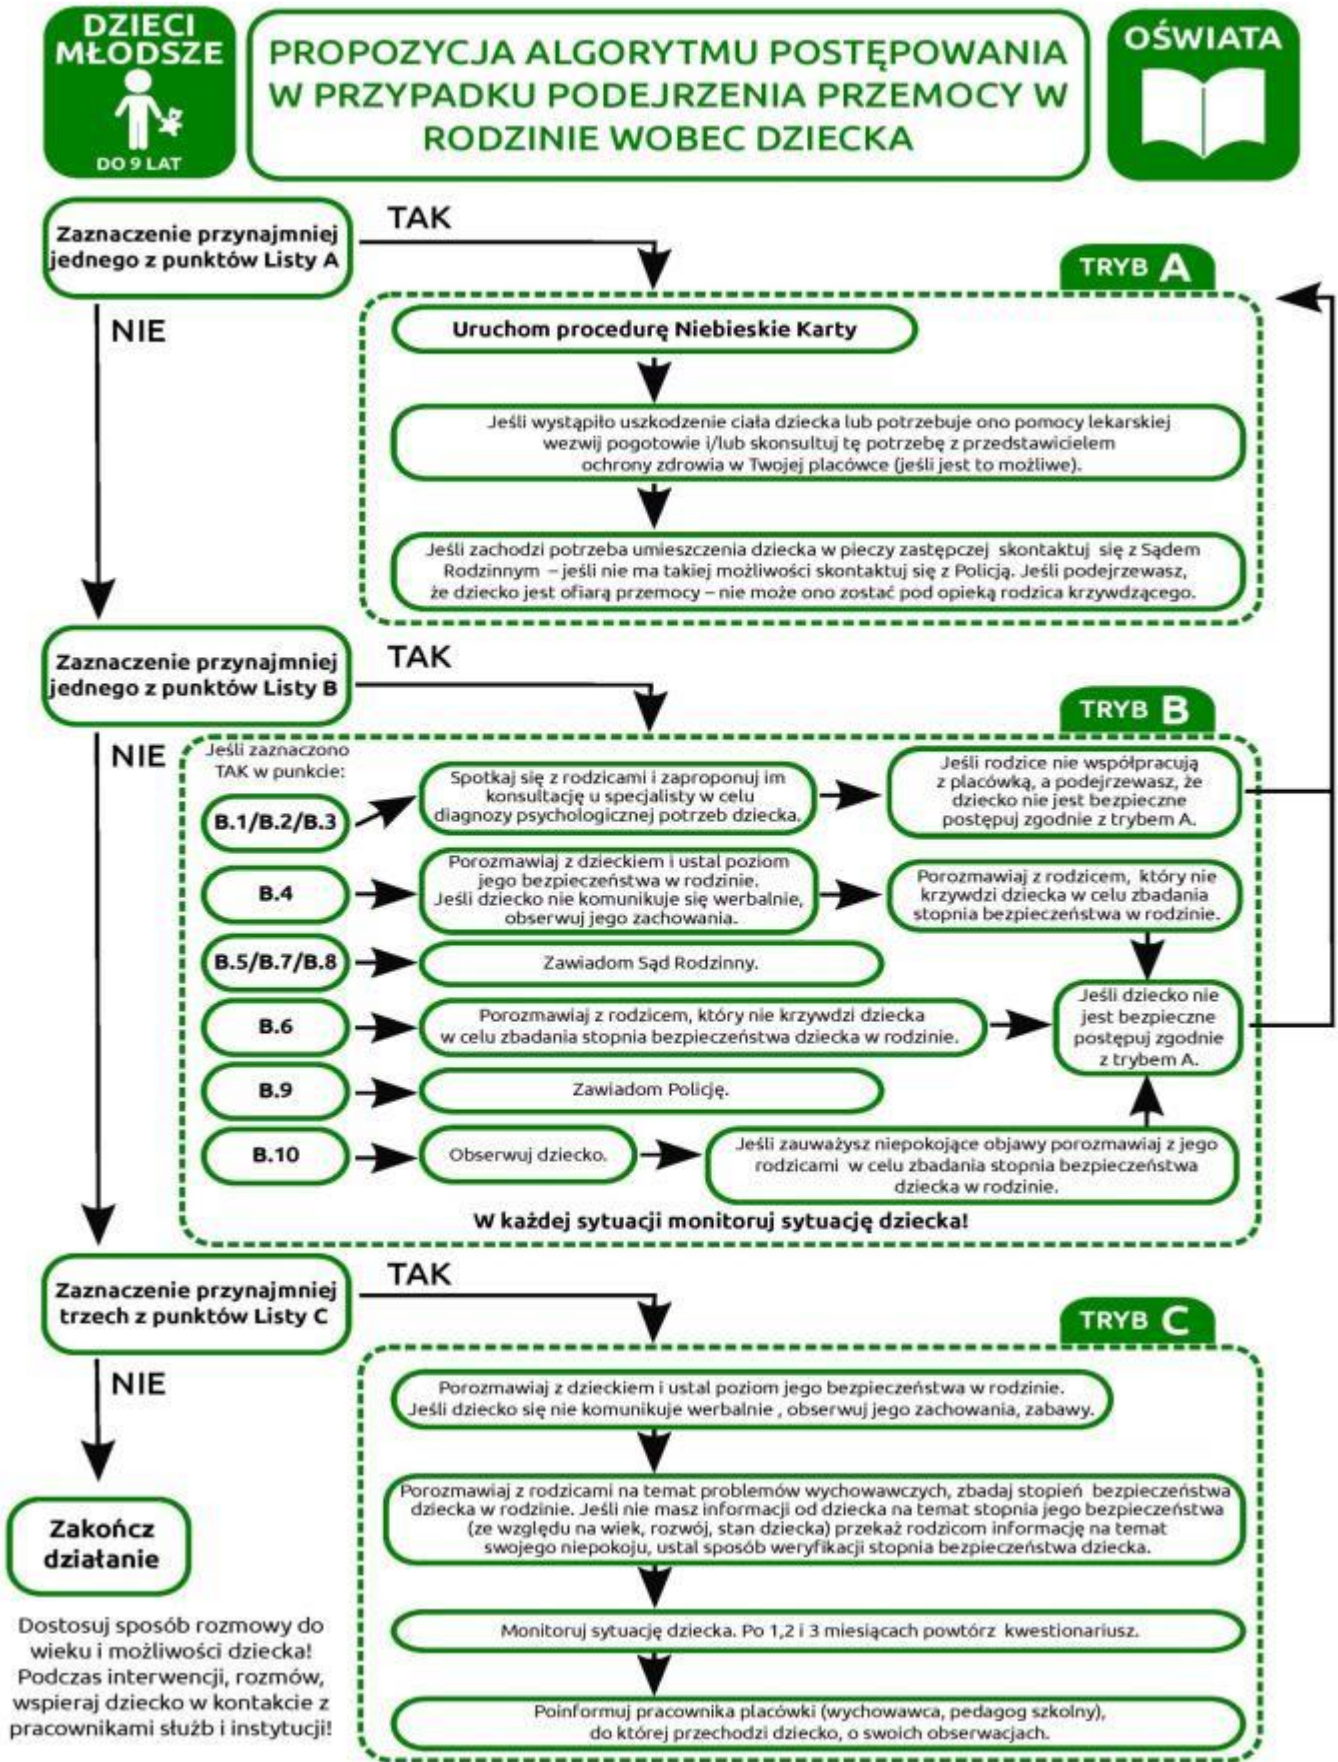 DZIECI
MŁODSZE
DO 9 LAT
PROPOZYCJA ALGORYTMU POSTĘPOWANIA
W PRZYPADKU PODEJRZENIA PRZEMOCY W
RODZINIE WOBEC DZIECKA
OŚWIATA
Zaznaczenie przynajmniej
jednego z punktów Listy A
TAK
NIE
TRYB A
Uruchom procedurę Niebieskie Karty
Jeśli wystąpiło uszkodzenie ciała dziecka lub potrzebuje ono pomocy lekarskiej
wezwij pogotowie i/lub skonsultuj tę potrzebę z przedstawicielem
ochrony zdrowia w Twojej placówce (jeśli jest to możliwe).
Jeśli zachodzi potrzeba umieszczenia dziecka w pieczy zastępczej skontaktuj się z Sądem
Rodzinnym – jeśli nie ma takiej możliwości skontaktuj się z Policją. Jeśli podejrzewasz,
że dziecko jest ofiarą przemocy – nie może ono zostać pod opieką rodzica krzywdzącego.
Zaznaczenie przynajmniej
jednego z punktów Listy B
TAK
NIE
TRYB B
Jeśli zaznaczono
TAK w punkcie:
B.1/B.2/B.3
Spotkaj się z rodzicami i zaproponuj im
konsultację u specjalisty w celu
diagnozy psychologicznej potrzeb dziecka.
Jeśli rodzice nie współpracują
z placówką, a podejrzewasz, że
dziecko nie jest bezpieczne
postępuj zgodnie z trybem A.
B.4
Porozmawiaj z dzieckiem i ustal poziom
jego bezpieczeństwa w rodzinie.
Jeśli dziecko nie komunikuje się werbalnie,
obserwuj jego zachowania.
Porozmawiaj z rodzicem, który nie
krzywdzi dziecka w celu zbadania
stopnia bezpieczeństwa w rodzinie.
B.5/B.7/B.8
Zawiadom Sąd Rodzinny.
B.6
Porozmawiaj z rodzicem, który nie krzywdzi dziecka
w celu zbadania stopnia bezpieczeństwa dziecka w rodzinie.
Jeśli dziecko nie
jest bezpieczne
postępuj zgodnie
z trybem A.
B.9
Zawiadom Policję.
B.10
Obserwuj dziecko.
Jeśli zauważysz niepokojące objawy porozmawiaj z jego
rodzicami w celu zbadania stopnia bezpieczeństwa
dziecka w rodzinie.
W każdej sytuacji monitoruj sytuację dziecka!
Zaznaczenie przynajmniej
trzech z punktów Listy C
TAK
NIE
TRYB C
Porozmawiaj z dzieckiem i ustal poziom jego bezpieczeństwa w rodzinie.
Jeśli dziecko się nie komunikuje werbalnie , obserwuj jego zachowania, zabawy.
Porozmawiaj z rodzicami na temat problemów wychowawczych, zbadaj stopień bezpieczeństwa
dziecka w rodzinie. Jeśli nie masz informacji od dziecka na temat stopnia jego bezpieczeństwa
(ze względu na wiek, rozwój, stan dziecka) przekaż rodzicom informację na temat
swojego niepokoju, ustal sposób weryfikacji stopnia bezpieczeństwa dziecka.
Monitoruj sytuację dziecka. Po 1,2 i 3 miesiącach powtórz kwestionariusz.
Poinformuj pracownika placówki (wychowawca, pedagog szkolny),
do której przechodzi dziecko, o swoich obserwacjach.
Zakończ
działanie
Dostosuj sposób rozmowy do
wieku i możliwości dziecka!
Podczas interwencji, rozmów,
wspieraj dziecko w kontakcie z
pracownikami służb i instytucji!